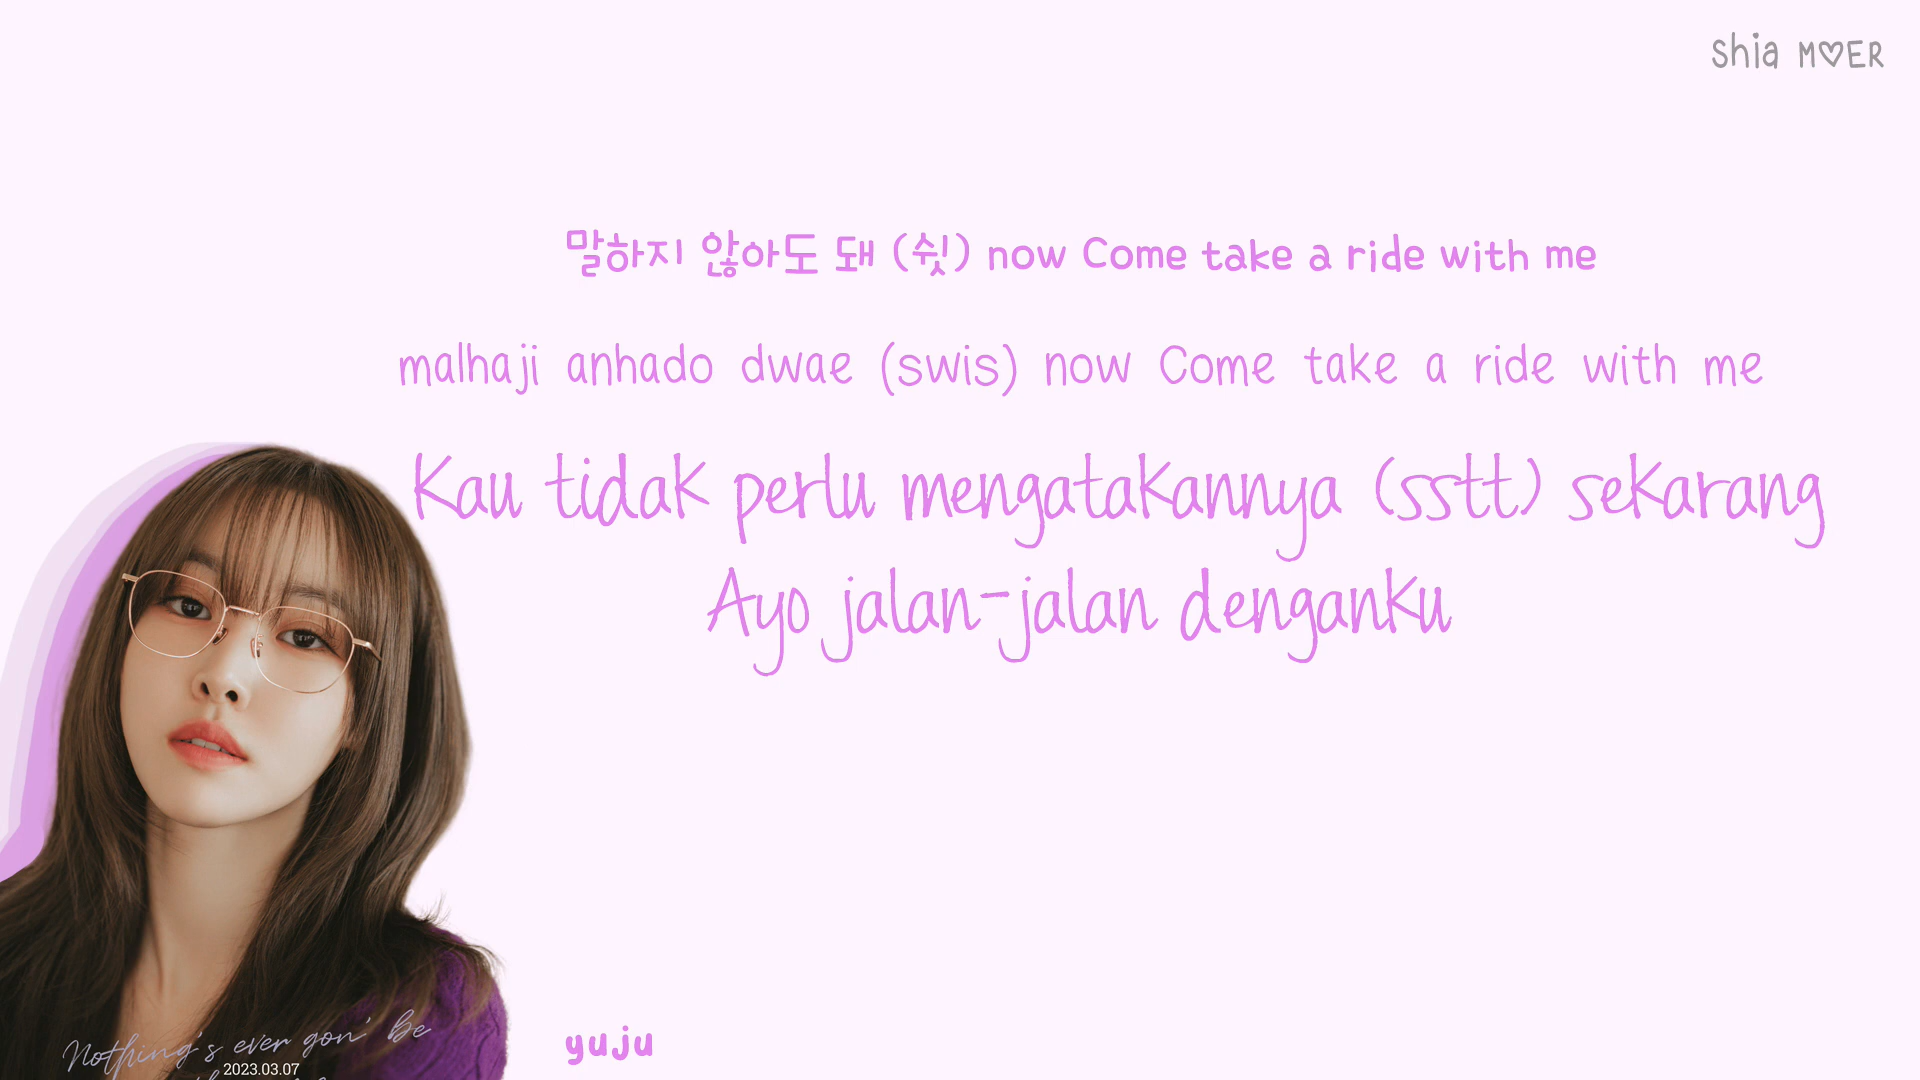 Shia M♡ER
말하지 않아도 돼 (쉿) now Come take a ride with me
malhaji anhado dwae (swis) now Come take a ride with me
Kau tidak perlu mengatakannya (sstt) sekarang
Ayo jalan-jalan denganku
Nothing's ever gon' be
2023.03.07
yuju